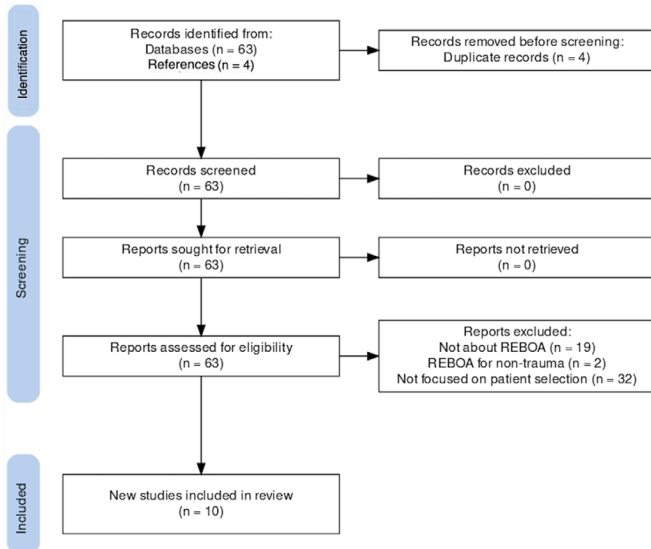 Identification
Records identified from:
Databases (n = 63)
References (n = 4)
Records removed before screening:
Duplicate records (n = 4)
Screening
Records screened
(n = 63)
Records excluded
(n = 0)
Reports sought for retrieval
(n = 63)
Reports not retrieved
(n = 0)
Reports assessed for eligibility
(n = 63)
Reports excluded:
Not about REBOA (n = 19)
REBOA for non-trauma (n = 2)
Not focused on patient selection (n = 32)
Included
New studies included in review
(n = 10)